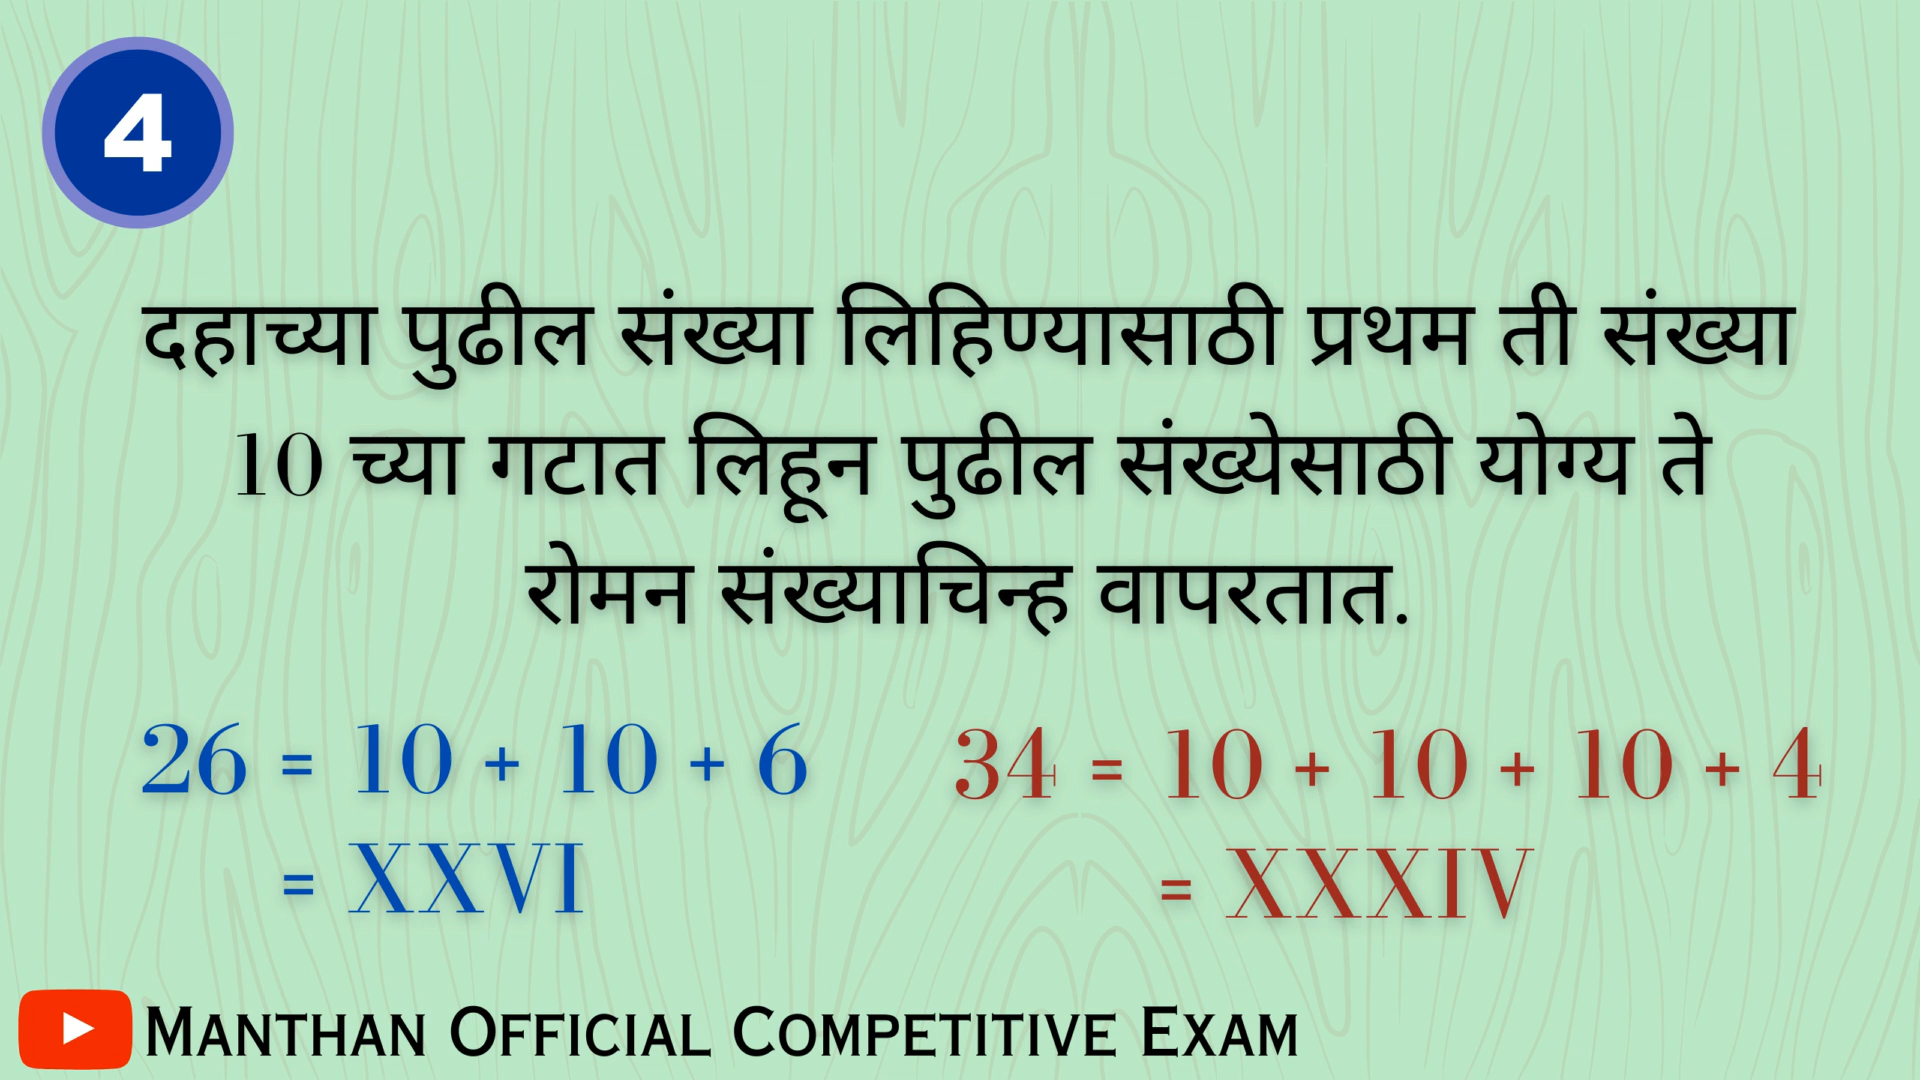 4
दहाच्या पुढील संख्या लिहिण्यासाठी प्रथम ती संख्या
10 च्या गटात लिहून पुढील संख्येसाठी योग्य ते
रोमन संख्याचिन्ह वापरतात.
26 = 10 + 10 + 6
= XXVI
34 = 10 + 10 + 10 + 4
= XXXIV
MANTHAN OFFICIAL COMPETITIVE EXAM